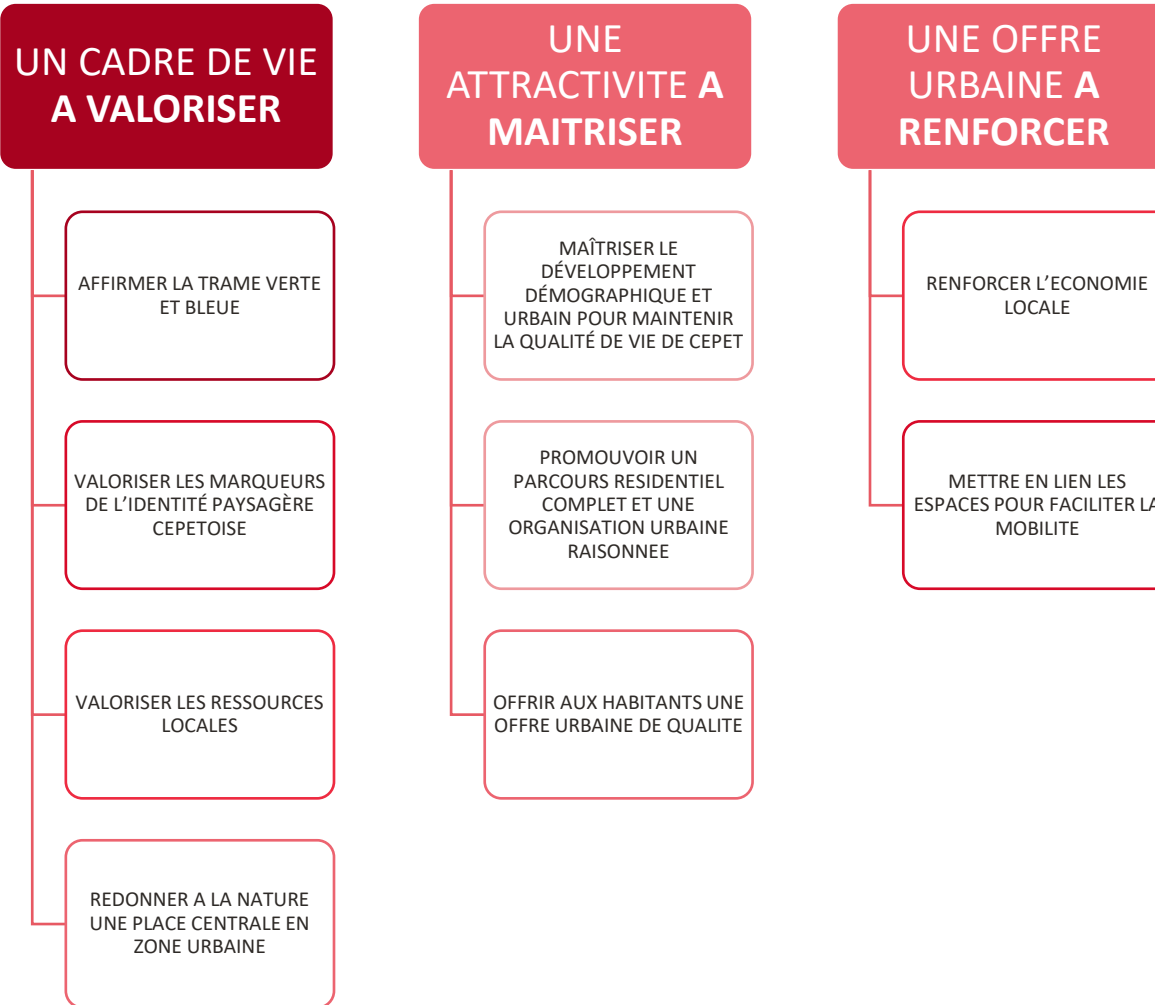 UN CADRE DE VIE
A VALORISER
AFFIRMER LA TRAME VERTE
ET BLEUE
VALORISER LES MARQUEURS
DE L’IDENTITÉ PAYSAGÈRE
CEPETOISE
VALORISER LES RESSOURCES
LOCALES
REDONNER A LA NATURE
UNE PLACE CENTRALE EN
ZONE URBAINE
UNE
ATTRACTIVITE A
MAITRISER
MAÎTRISER LE
DÉVELOPPEMENT
DÉMOGRAPHIQUE ET
URBAIN POUR MAINTENIR
LA QUALITÉ DE VIE DE CEPET
PROMOUVOIR UN
PARCOURS RESIDENTIEL
COMPLET ET UNE
ORGANISATION URBAINE
RAISONNEE
OFFRIR AUX HABITANTS UNE
OFFRE URBAINE DE QUALITE
UNE OFFRE
URBAINE A
RENFORCER
RENFORCER L’ECONOMIE
LOCALE
METTRE EN LIEN LES
ESPACES POUR FACILITER LA
MOBILITE